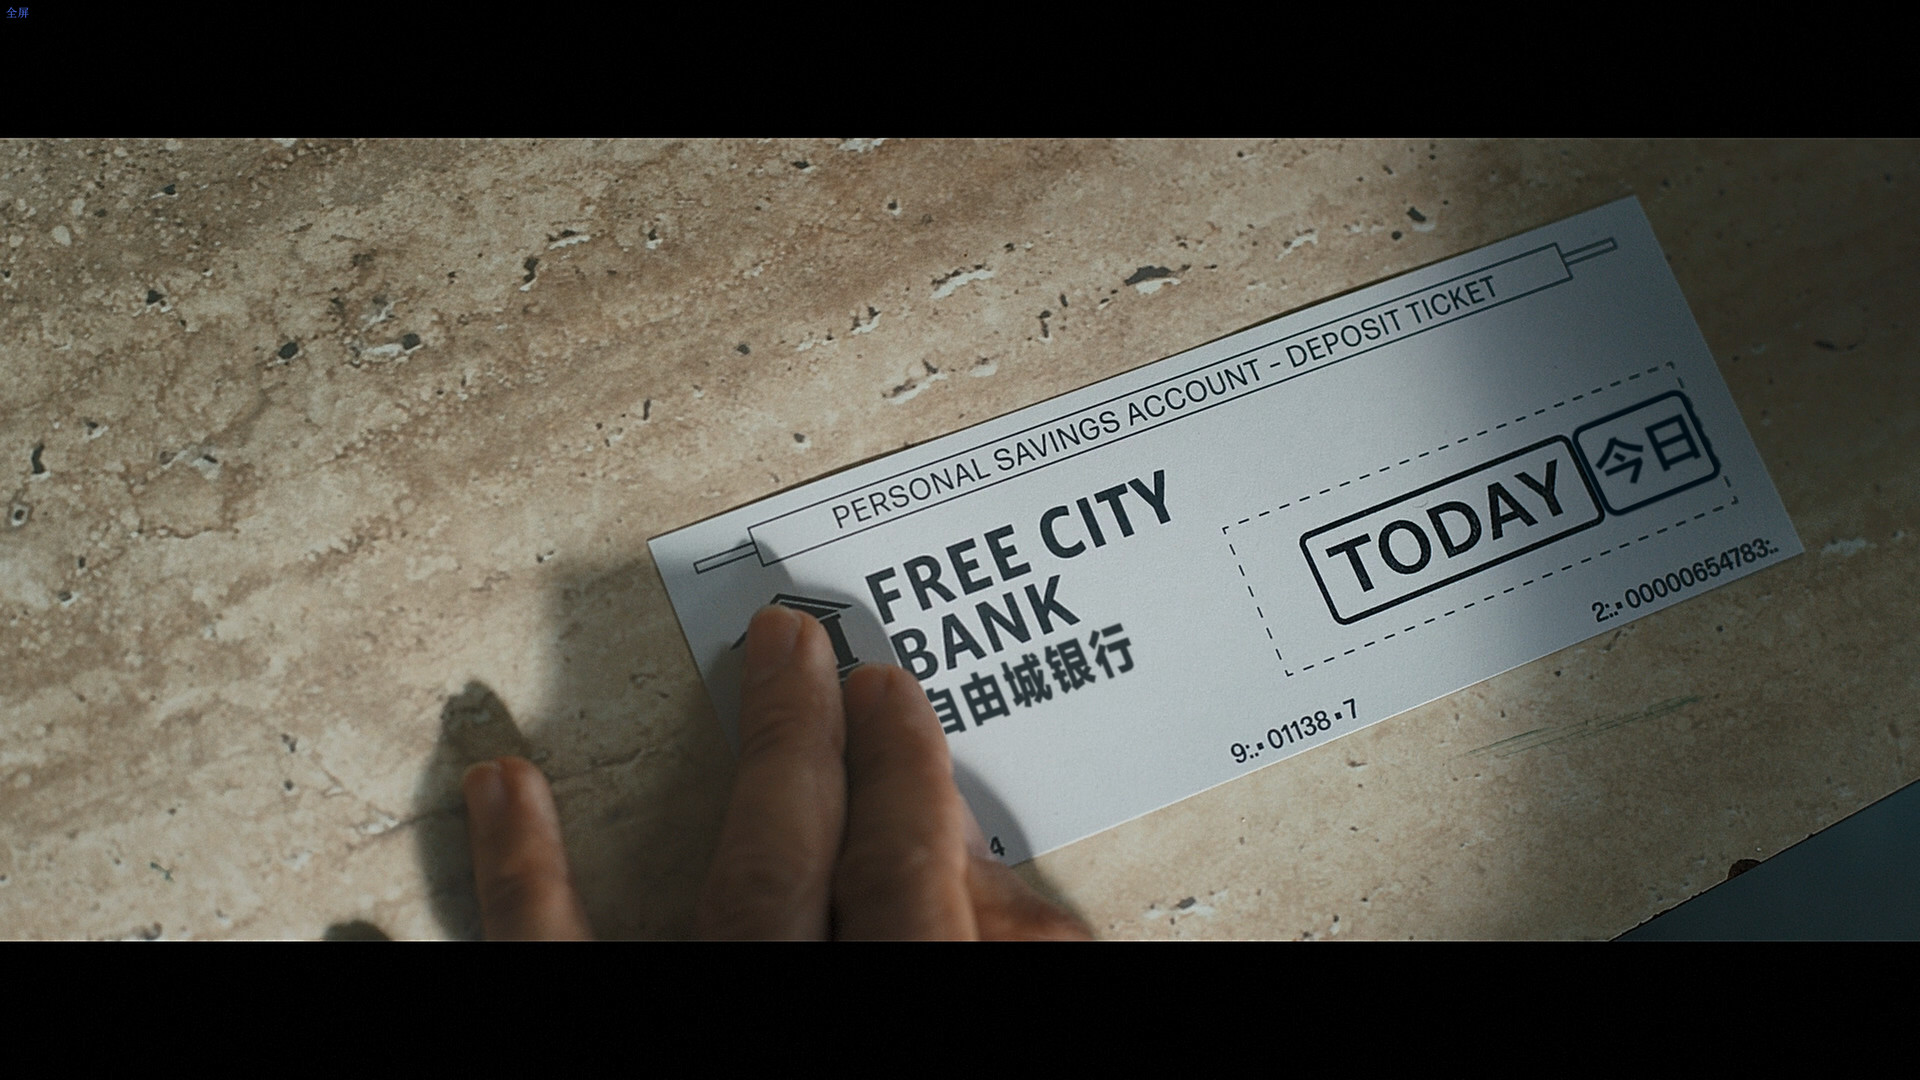 全屏
PERSONAL SAVINGS ACCOUNT - DEPOSIT TICKET
FREE CITY
BANK
自由城银行
TODAY
今日
2:.▪00000654783:.
9:.▪01138▪7
4